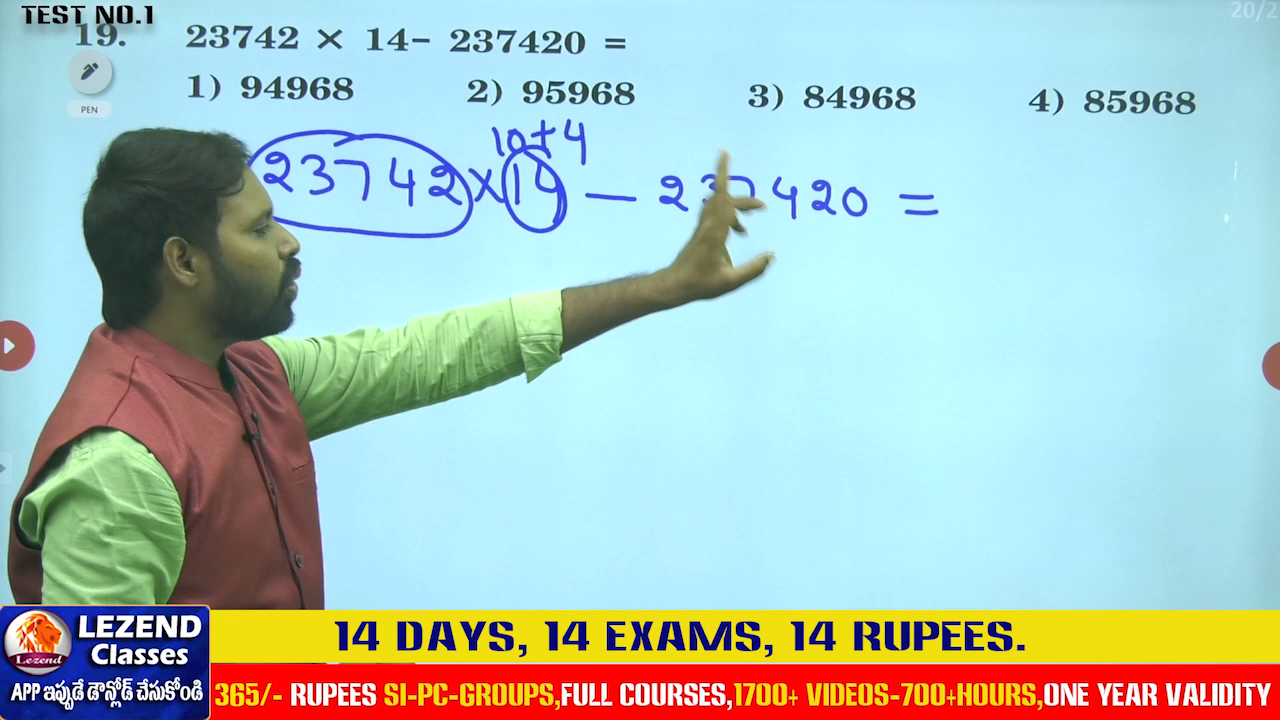 TEST NO.1
20/2
19. 23742 × 14- 237420 =
PEN
1) 94968 2) 95968 3) 84968 4) 85968
10+4
23742 × 14 — 237420 =
LEZEND
Classes
Lezend
APP ఇప్పుడే డౌన్లోడ్ చేసుకోండి
14 DAYS, 14 EXAMS, 14 RUPEES.
365/- RUPEES SI-PC-GROUPS,FULL COURSES,1700+ VIDEOS-700+HOURS,ONE YEAR VALIDITY